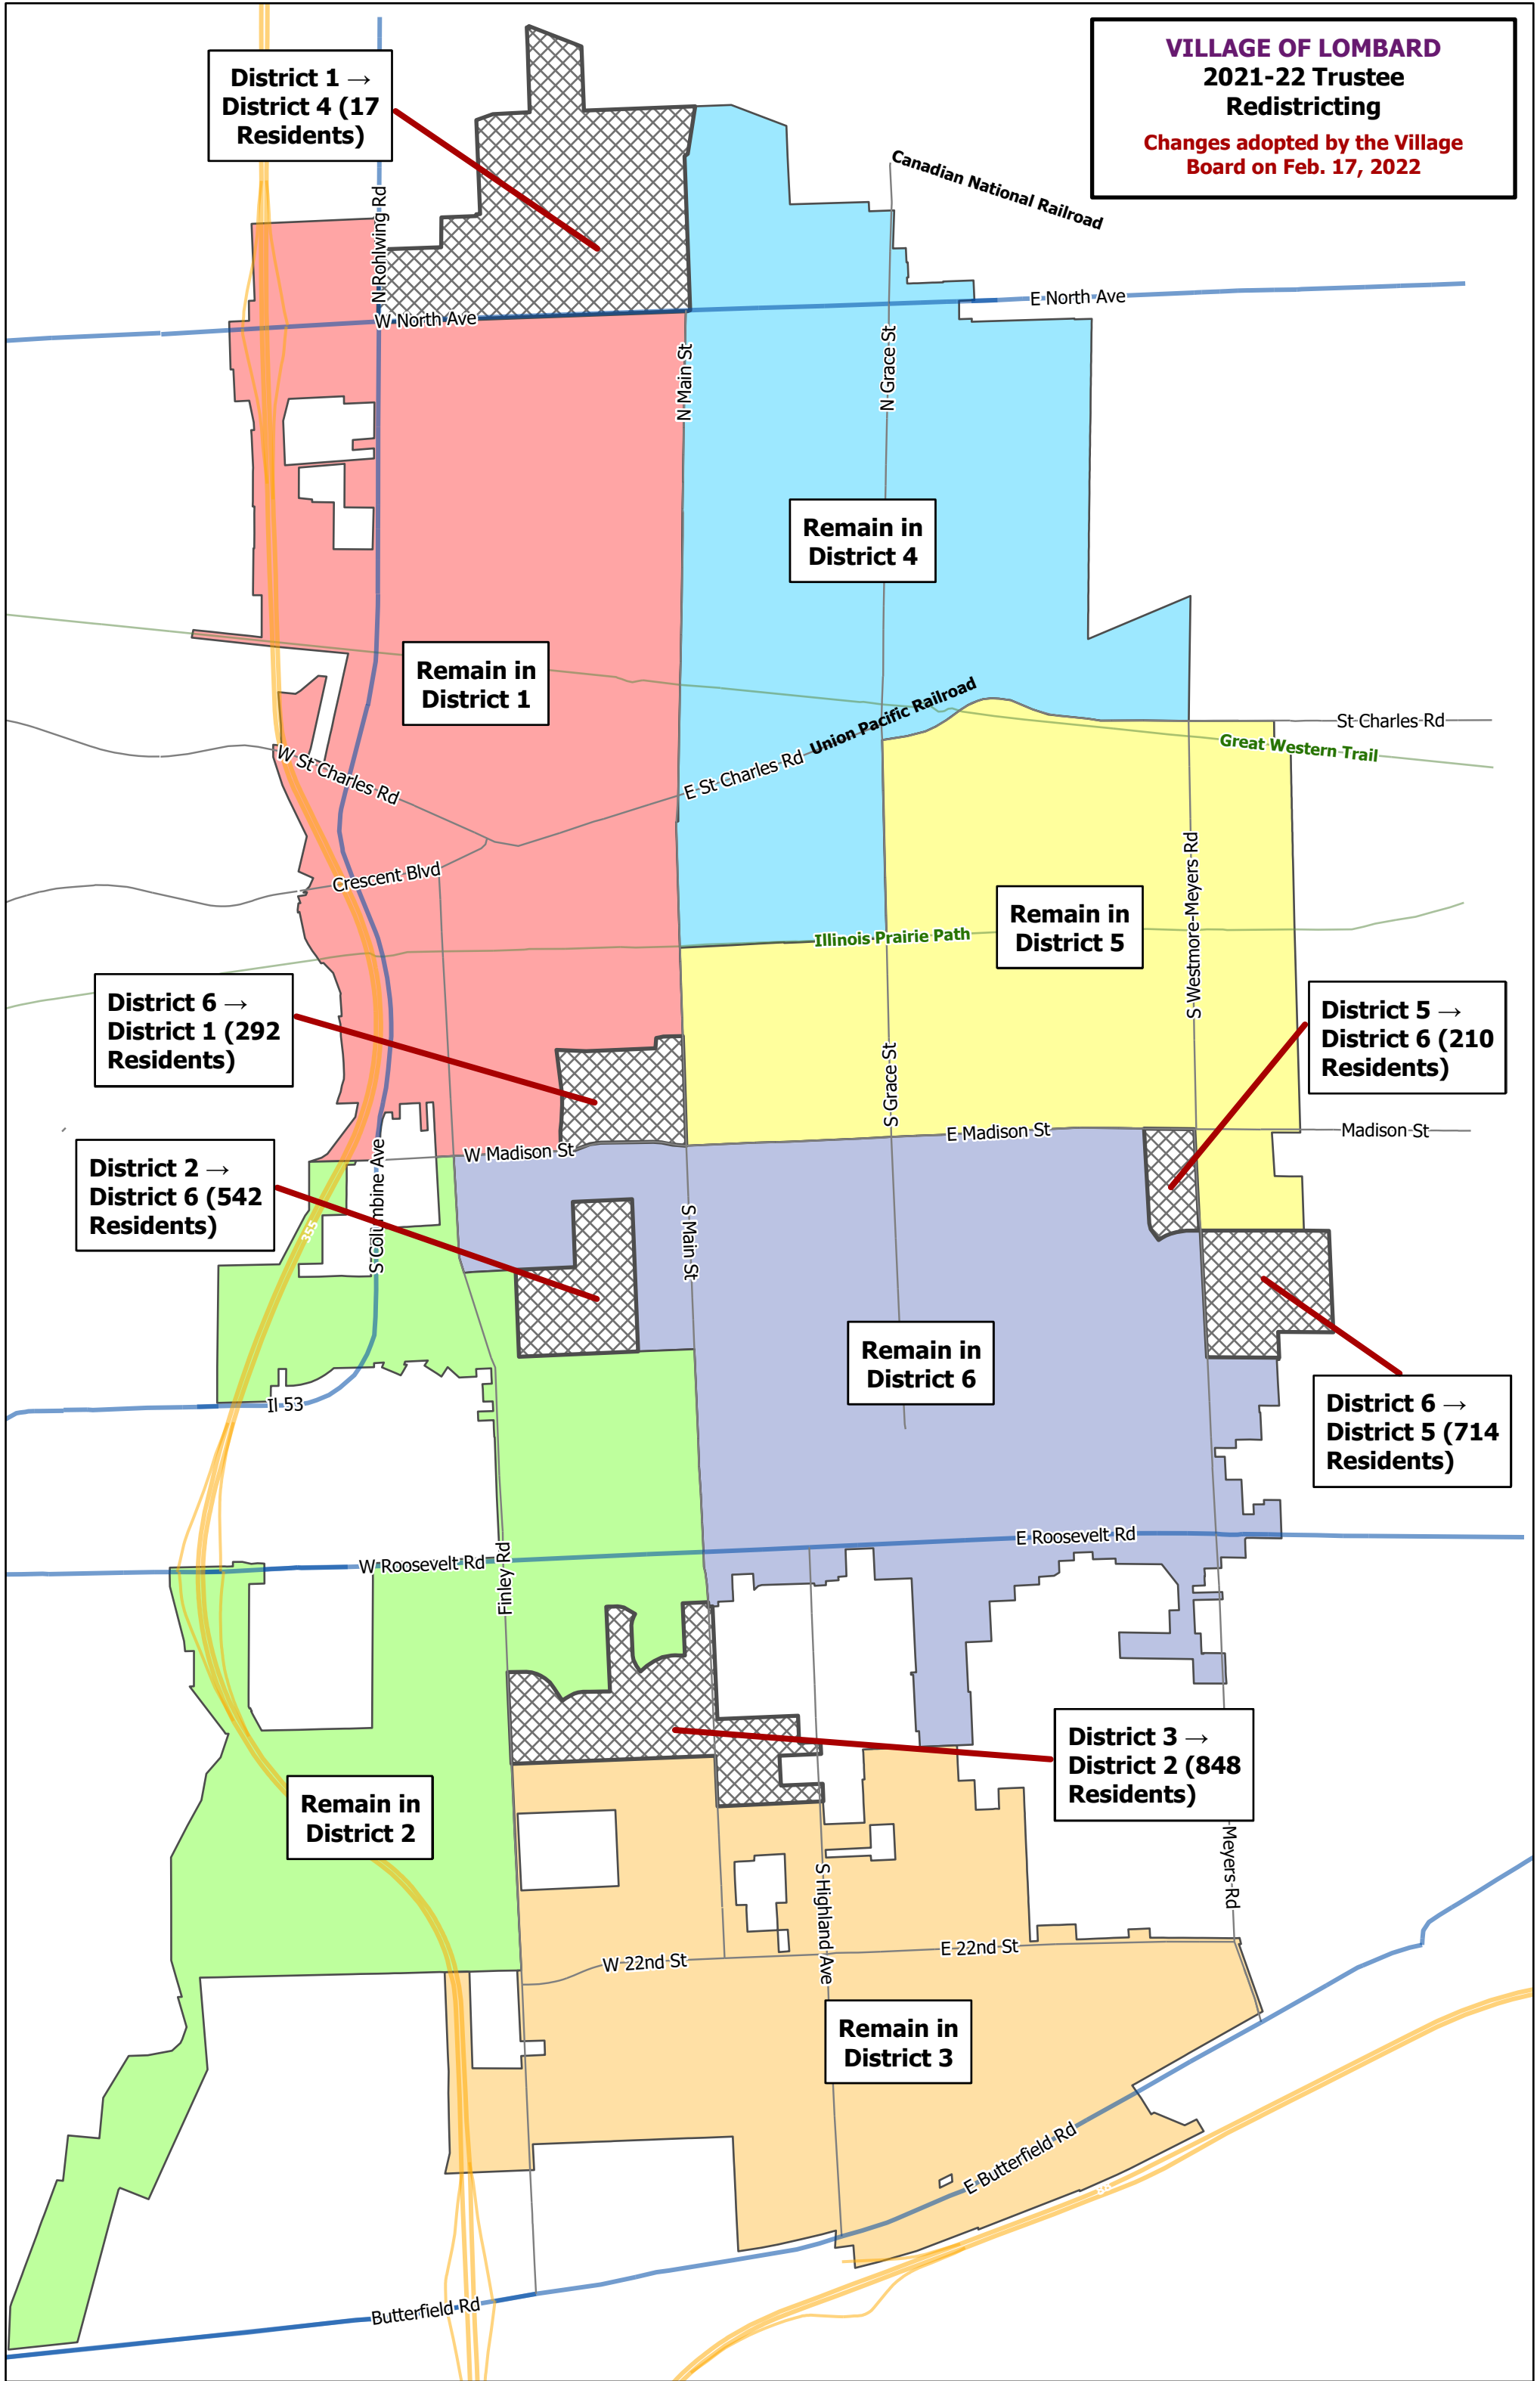 VILLAGE OF LOMBARD
2021-22 Trustee
Redistricting
Changes adopted by the Village
Board on Feb. 17, 2022
District 1 →
District 4 (17
Residents)
Canadian National Railroad
N Rohlwing Rd
W North Ave
E North Ave
N Main St
N Grace St
Remain in
District 4
Remain in
District 1
Union Pacific Railroad
St Charles Rd
Great Western Trail
W St Charles Rd
E St Charles Rd
Crescent Blvd
S Westmore-Meyers Rd
Remain in
District 5
Illinois Prairie Path
District 6 →
District 1 (292
Residents)
District 5 →
District 6 (210
Residents)
S Grace St
E Madison St
Madison St
W Madison St
District 2 →
District 6 (542
Residents)
S Columbine Ave
355
S Main St
Remain in
District 6
Il 53
District 6 →
District 5 (714
Residents)
E Roosevelt Rd
W Roosevelt Rd
Finley Rd
District 3 →
District 2 (848
Residents)
Remain in
District 2
Meyers Rd
S Highland Ave
W 22nd St
E 22nd St
Remain in
District 3
E Butterfield Rd
Butterfield Rd